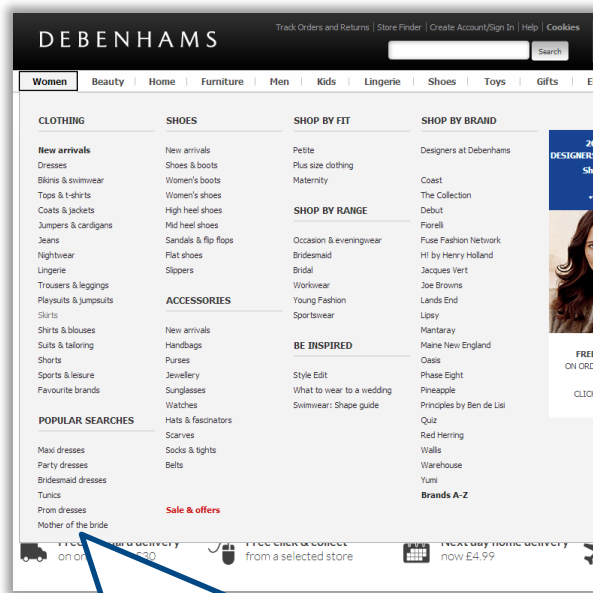 DEBENHAMS
Track Orders and Returns | Store Finder | Create Account/Sign In | Help | Cookies
Search
Women Beauty Home Furniture Men Kids Lingerie Shoes Toys Gifts
CLOTHING
New arrivals
Dresses
Bikinis & swimwear
Tops & t-shirts
Coats & jackets
Jumpers & cardigans
Jeans
Nightwear
Lingerie
Trousers & leggings
Playsuits & jumpsuits
Skirts
Shirts & blouses
Suits & tailoring
Shorts
Sports & leisure
Favourite brands
POPULAR SEARCHES
Maxi dresses
Party dresses
Bridesmaid dresses
Tunics
Prom dresses
Mother of the bride
SHOES
New arrivals
Shoes & boots
Women's boots
Women's shoes
High heel shoes
Mid heel shoes
Sandals & flip flops
Flat shoes
Slippers
ACCESSORIES
New arrivals
Handbags
Purses
Jewellery
Sunglasses
Watches
Hats & fascinators
Scarves
Socks & tights
Belts
Sale & offers
SHOP BY FIT
Petite
Plus size clothing
Maternity
SHOP BY RANGE
Occasion & eveningwear
Bridesmaid
Bridal
Workwear
Young Fashion
Sportswear
BE INSPIRED
Style Edit
What to wear to a wedding
Swimwear: Shape guide
SHOP BY BRAND
Designers at Debenhams
Coast
The Collection
Debut
Fiorelli
Fuse Fashion Network
H! by Henry Holland
Jacques Vert
Joe Browns
Lands End
Lipsy
Mantaray
Maine New England
Oasis
Phase Eight
Pineapple
Principles by Ben de Lisi
Quiz
Red Herring
Wallis
Warehouse
Yumi
Brands A-Z
DESIGNERS
FREE
delivery
£30
Free click & collect
from a selected store
Next day home delivery
now £4.99